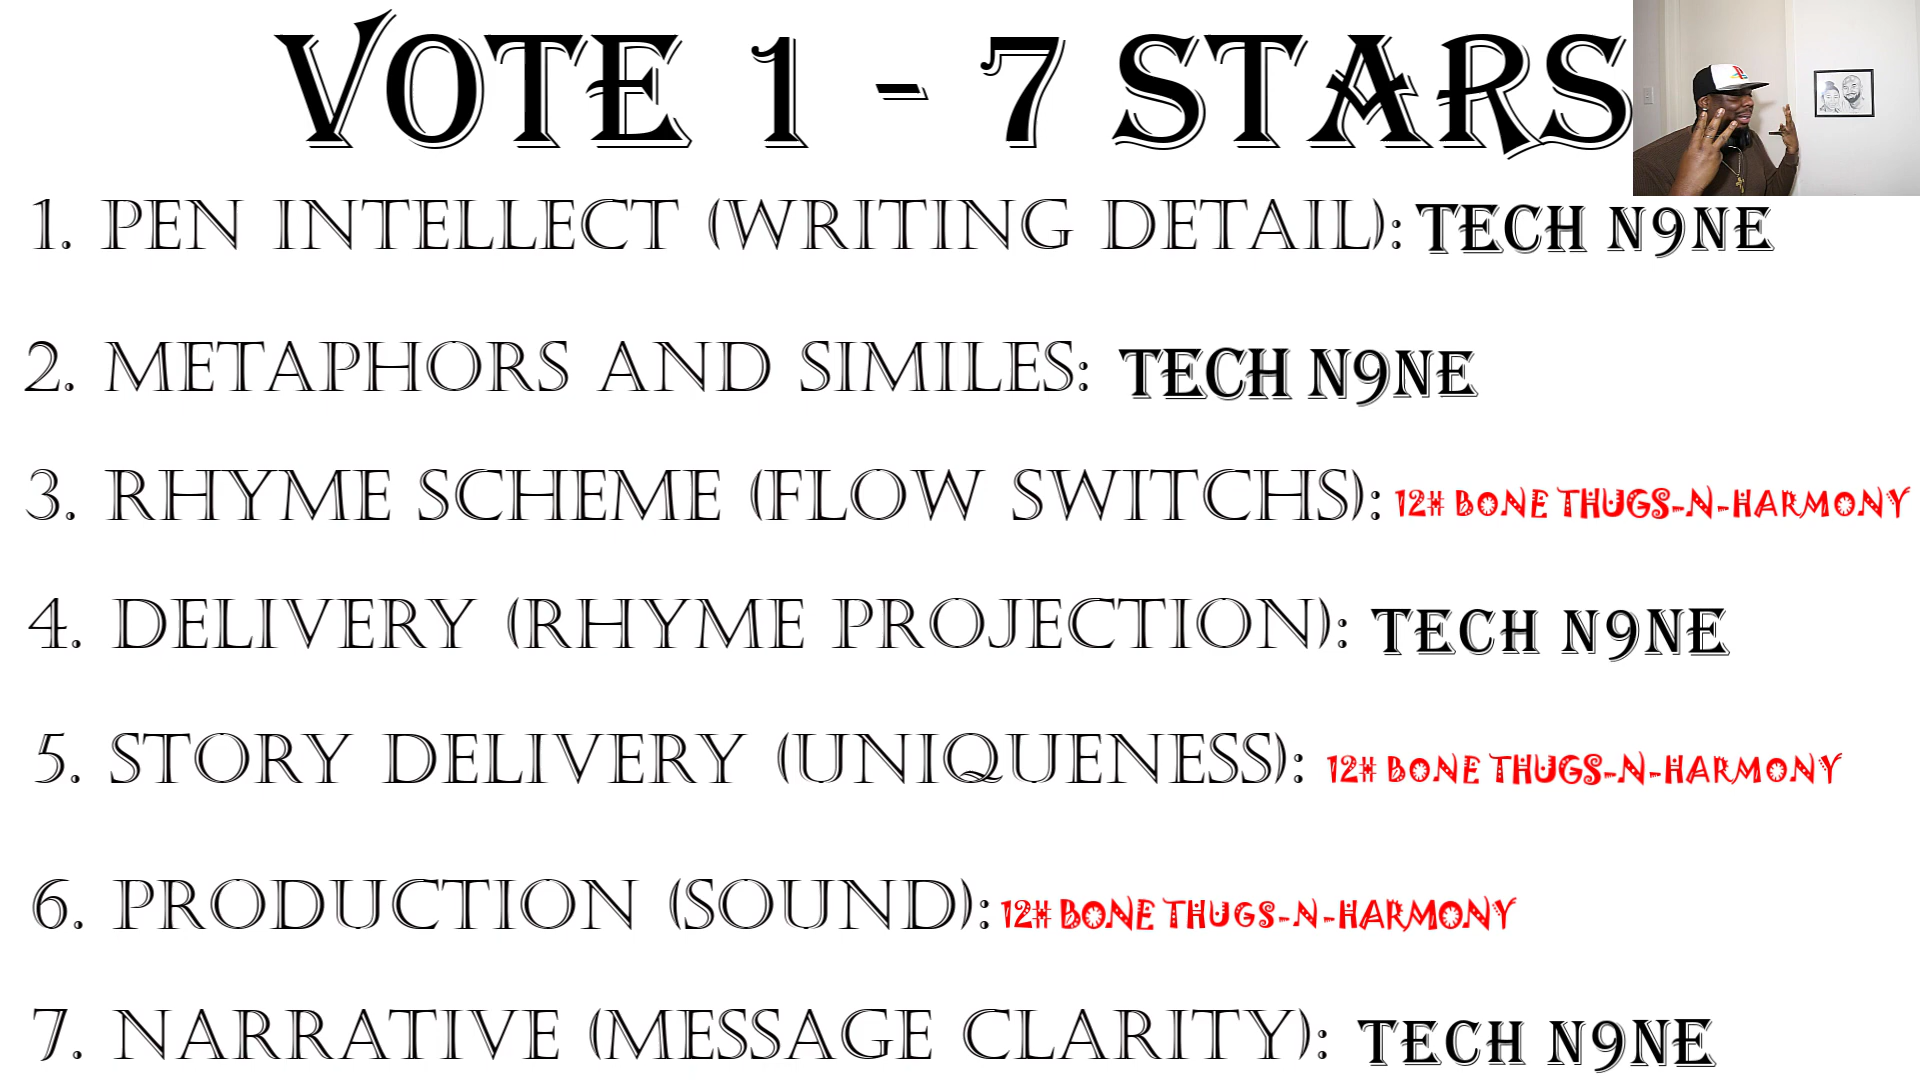 VOTE 1 - 7 STARS
1. PEN INTELLECT (WRITING DETAIL): TECH N9NE
2. METAPHORS AND SIMILES: TECH N9NE
3. RHYME SCHEME (FLOW SWITCHS): 12# BONE THUGS-N-HARMONY
4. DELIVERY (RHYME PROJECTION): TECH N9NE
5. STORY DELIVERY (UNIQUENESS): 12# BONE THUGS-N-HARMONY
6. PRODUCTION (SOUND): 12# BONE THUGS-N-HARMONY
7. NARRATIVE (MESSAGE CLARITY): TECH N9NE